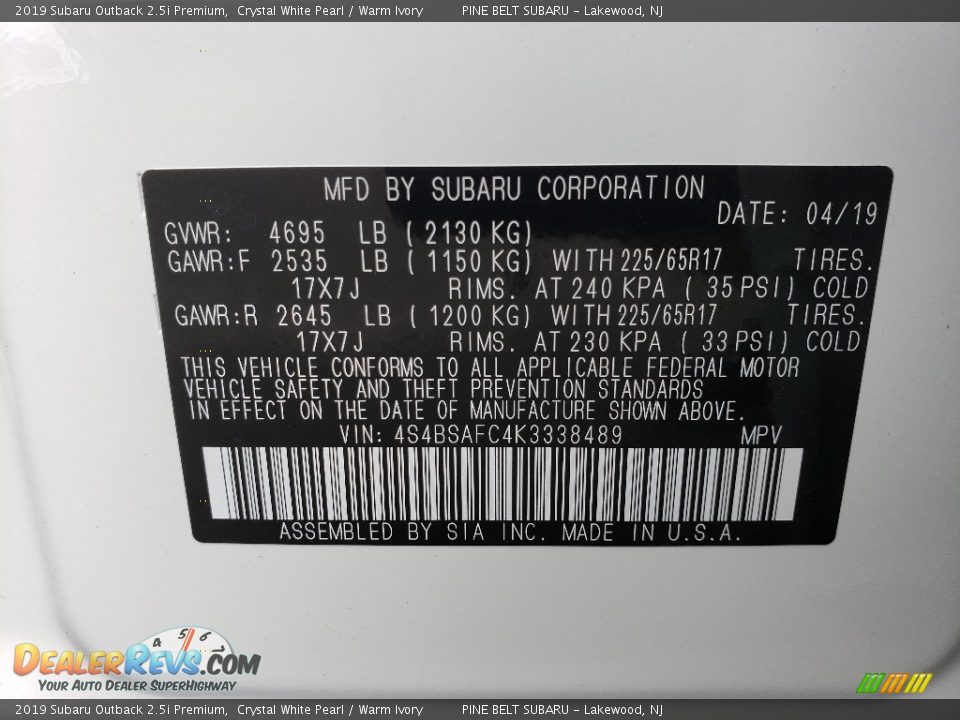 2019 Subaru Outback 2.5i Premium, Crystal White Pearl / Warm Ivory PINE BELT SUBARU - Lakewood, NJ
MFD BY SUBARU CORPORATION
DATE: 04/19
GVWR: 4695 LB ( 2130 KG)
GAWR:F 2535 LB ( 1150 KG) WITH 225/65R17 TIRES.
17X7J RIMS. AT 240 KPA ( 35 PSI) COLD
GAWR:R 2645 LB ( 1200 KG) WITH 225/65R17 TIRES.
17X7J RIMS. AT 230 KPA ( 33 PSI) COLD
THIS VEHICLE CONFORMS TO ALL APPLICABLE FEDERAL MOTOR
VEHICLE SAFETY AND THEFT PREVENTION STANDARDS
IN EFFECT ON THE DATE OF MANUFACTURE SHOWN ABOVE.
VIN: 4S4BSAFC4K3338489 MPV
ASSEMBLED BY SIA INC. MADE IN U.S.A.
4 5 6 7
DEALERREVS.COM
YOUR AUTO DEALER SUPERHIGHWAY
2019 Subaru Outback 2.5i Premium, Crystal White Pearl / Warm Ivory PINE BELT SUBARU - Lakewood, NJ